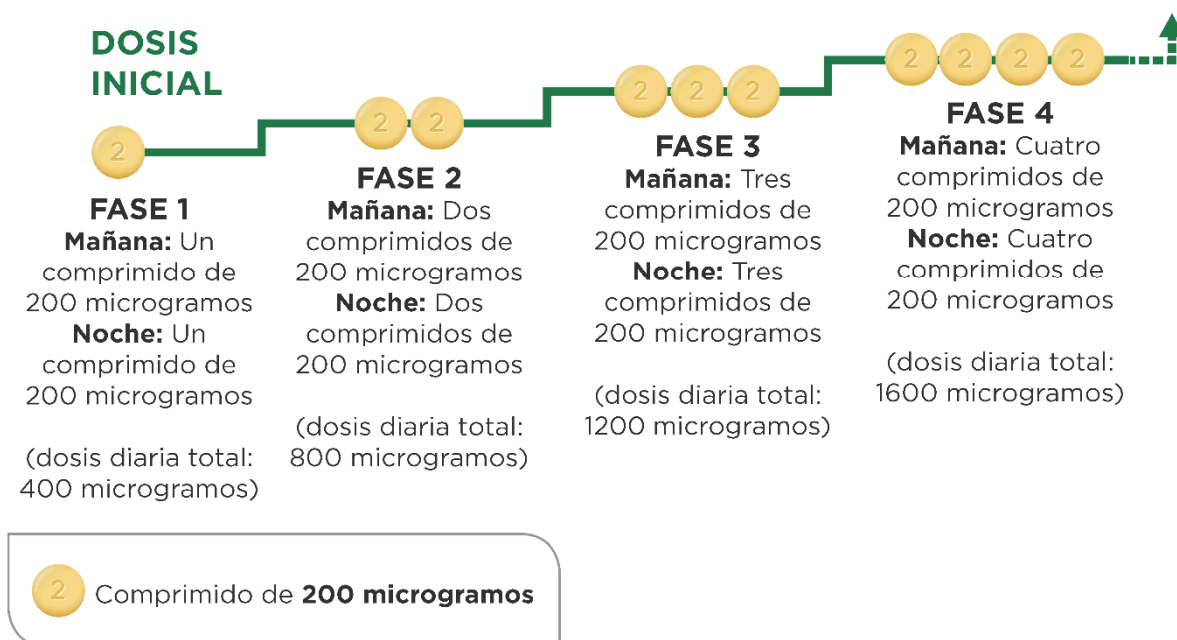 DOSIS
INICIAL
2
FASE 1
Mañana: Un
comprimido de
200 microgramos
Noche: Un
comprimido de
200 microgramos
(dosis diaria total:
400 microgramos)
2 2
FASE 2
Mañana: Dos
comprimidos de
200 microgramos
Noche: Dos
comprimidos de
200 microgramos
(dosis diaria total:
800 microgramos)
2 2 2
FASE 3
Mañana: Tres
comprimidos de
200 microgramos
Noche: Tres
comprimidos de
200 microgramos
(dosis diaria total:
1200 microgramos)
2 2 2 2
FASE 4
Mañana: Cuatro
comprimidos de
200 microgramos
Noche: Cuatro
comprimidos de
200 microgramos
(dosis diaria total:
1600 microgramos)
2 Comprimido de 200 microgramos